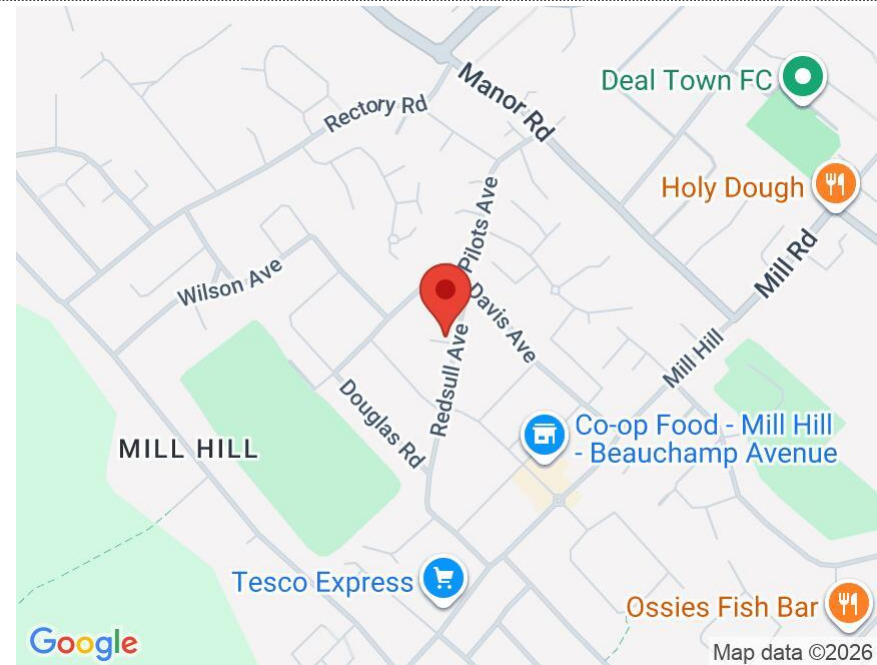 Manor Rd
Deal Town FC
Rectory Rd
Holy Dough
Pilots Ave
Mill Rd
Wilson Ave
Davis Ave
Redsull Ave
Mill Hill
Douglas Rd
Co-op Food - Mill Hill
- Beauchamp Avenue
MILL HILL
Tesco Express
Ossies Fish Bar
Google
Map data ©2026